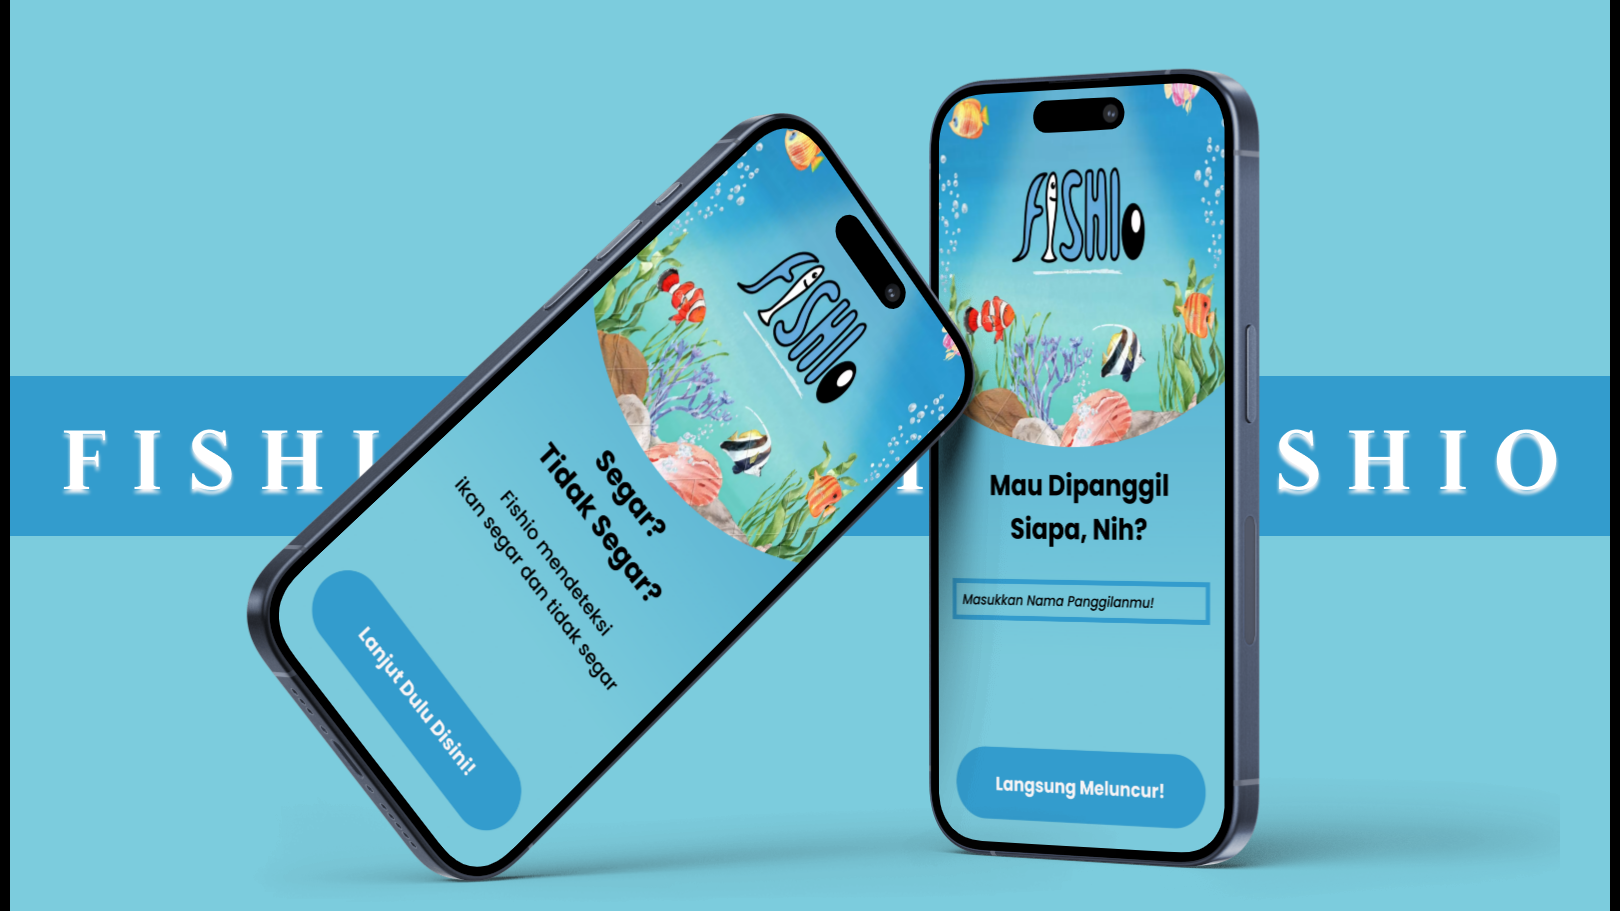 FISHIO
Segar?
Tidak Segar?
Fishio mendeteksi
ikan segar dan tidak segar
Lanjut Dulu Disini!
FISHIO
Mau Dipanggil
Siapa, Nih?
Masukkan Nama Panggilanmu!
Langsung Meluncur!
FISHI
I
SHIO